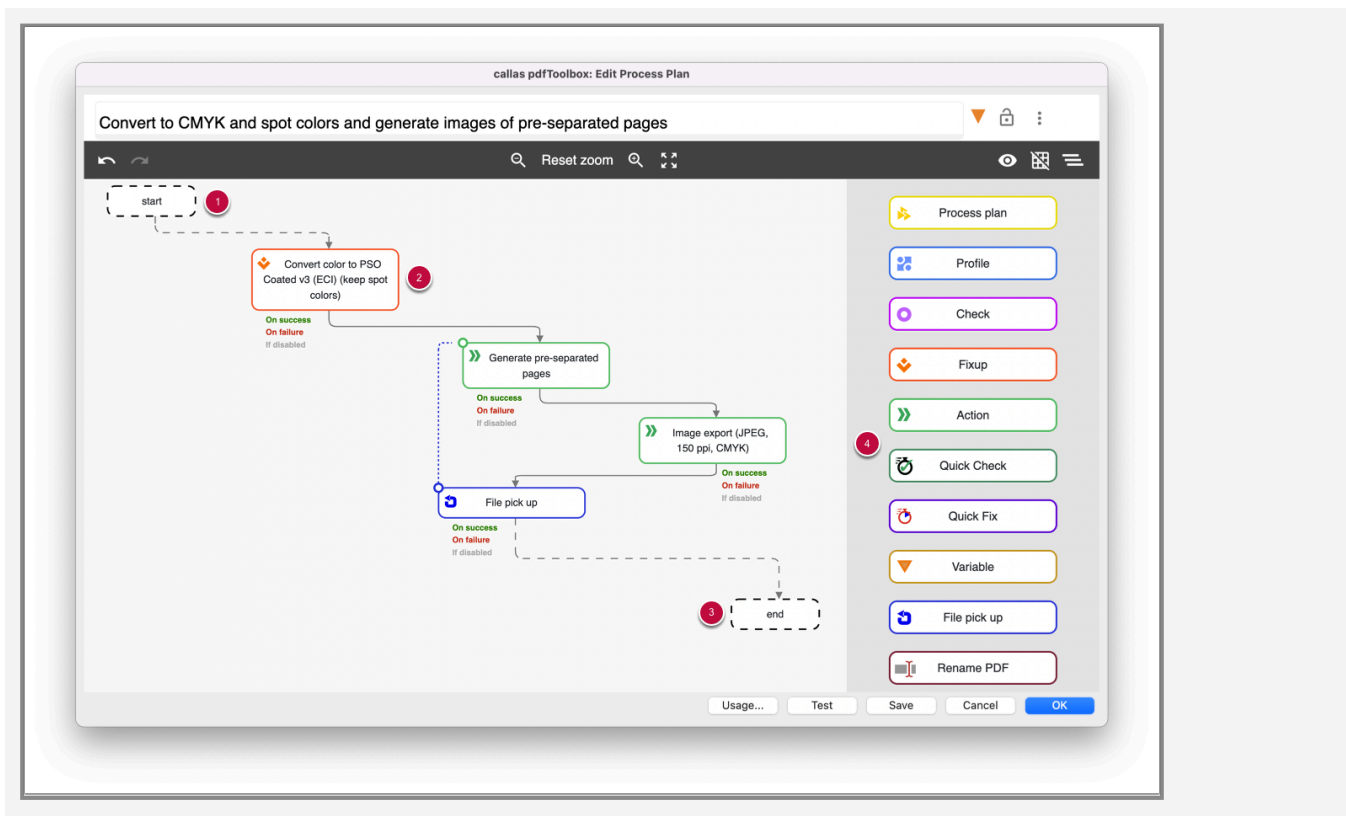 callas pdfToolbox: Edit Process Plan
Convert to CMYK and spot colors and generate images of pre-separated pages
Reset zoom
start
1
Convert color to PSO
Coated v3 (ECI) (keep spot
colors)
2
On success
On failure
If disabled
Generate pre-separated
pages
On success
On failure
If disabled
Image export (JPEG,
150 ppi, CMYK)
On success
On failure
If disabled
File pick up
On success
On failure
If disabled
3
end
4
Process plan
Profile
Check
Fixup
Action
Quick Check
Quick Fix
Variable
File pick up
Rename PDF
Usage...
Test
Save
Cancel
OK